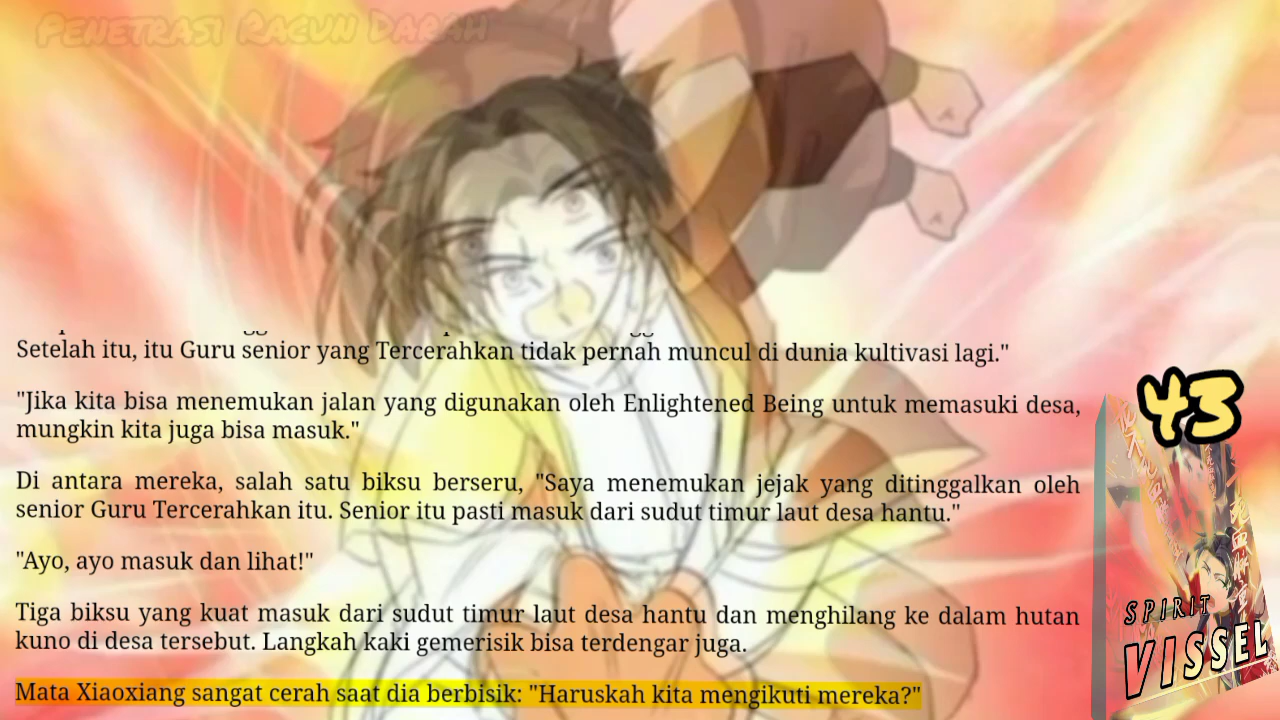 Penetrasi Racun Darah
Setelah itu, itu Guru senior yang Tercerahkan tidak pernah muncul di dunia kultivasi lagi."
"Jika kita bisa menemukan jalan yang digunakan oleh Enlightened Being untuk memasuki desa,
mungkin kita juga bisa masuk."
Di antara mereka, salah satu biksu berseru, "Saya menemukan jejak yang ditinggalkan oleh
senior Guru Tercerahkan itu. Senior itu pasti masuk dari sudut timur laut desa hantu."
"Ayo, ayo masuk dan lihat!"
Tiga biksu yang kuat masuk dari sudut timur laut desa hantu dan menghilang ke dalam hutan
kuno di desa tersebut. Langkah kaki gemerisik bisa terdengar juga.
Mata Xiaoxiang sangat cerah saat dia berbisik: "Haruskah kita mengikuti mereka?"
43
SPIRIT
VISSEL